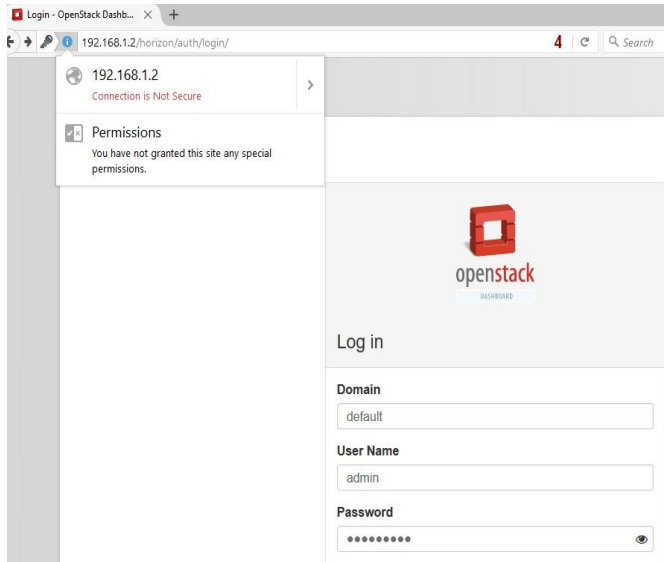 Login - OpenStack Dashb...
192.168.1.2/horizon/auth/login/
4
Search
192.168.1.2
Connection is Not Secure
Permissions
You have not granted this site any special
permissions.
openstack
DASHBOARD
Log in
Domain
default
User Name
admin
Password
•••••••••